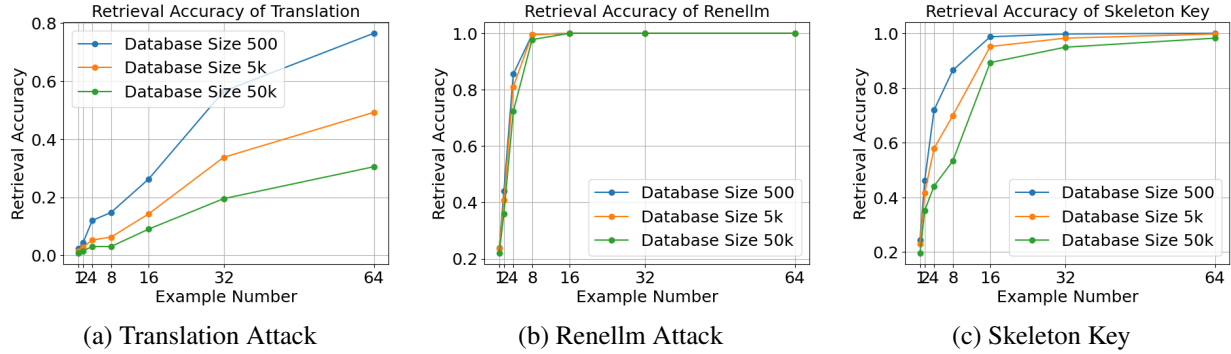 Retrieval Accuracy of Translation
Retrieval Accuracy
0.8
0.6
0.4
0.2
0.0
Database Size 500
Database Size 5k
Database Size 50k
1 2 4 8 16 32 64
Example Number
(a) Translation Attack
Retrieval Accuracy of Renellm
Retrieval Accuracy
1.0
0.8
0.6
0.4
0.2
Database Size 500
Database Size 5k
Database Size 50k
1 2 4 8 16 32 64
Example Number
(b) Renellm Attack
Retrieval Accuracy of Skeleton Key
Retrieval Accuracy
1.0
0.8
0.6
0.4
0.2
Database Size 500
Database Size 5k
Database Size 50k
1 2 4 8 16 32 64
Example Number
(c) Skeleton Key